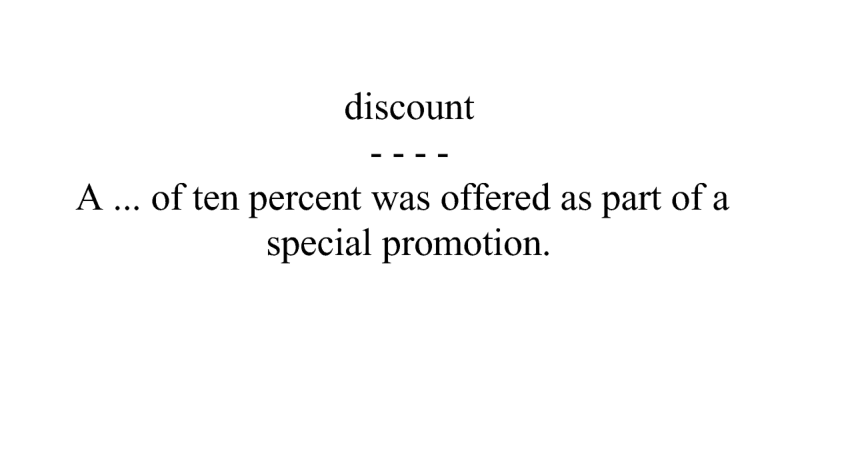 discount
- - - -
A ... of ten percent was offered as part of a
special promotion.